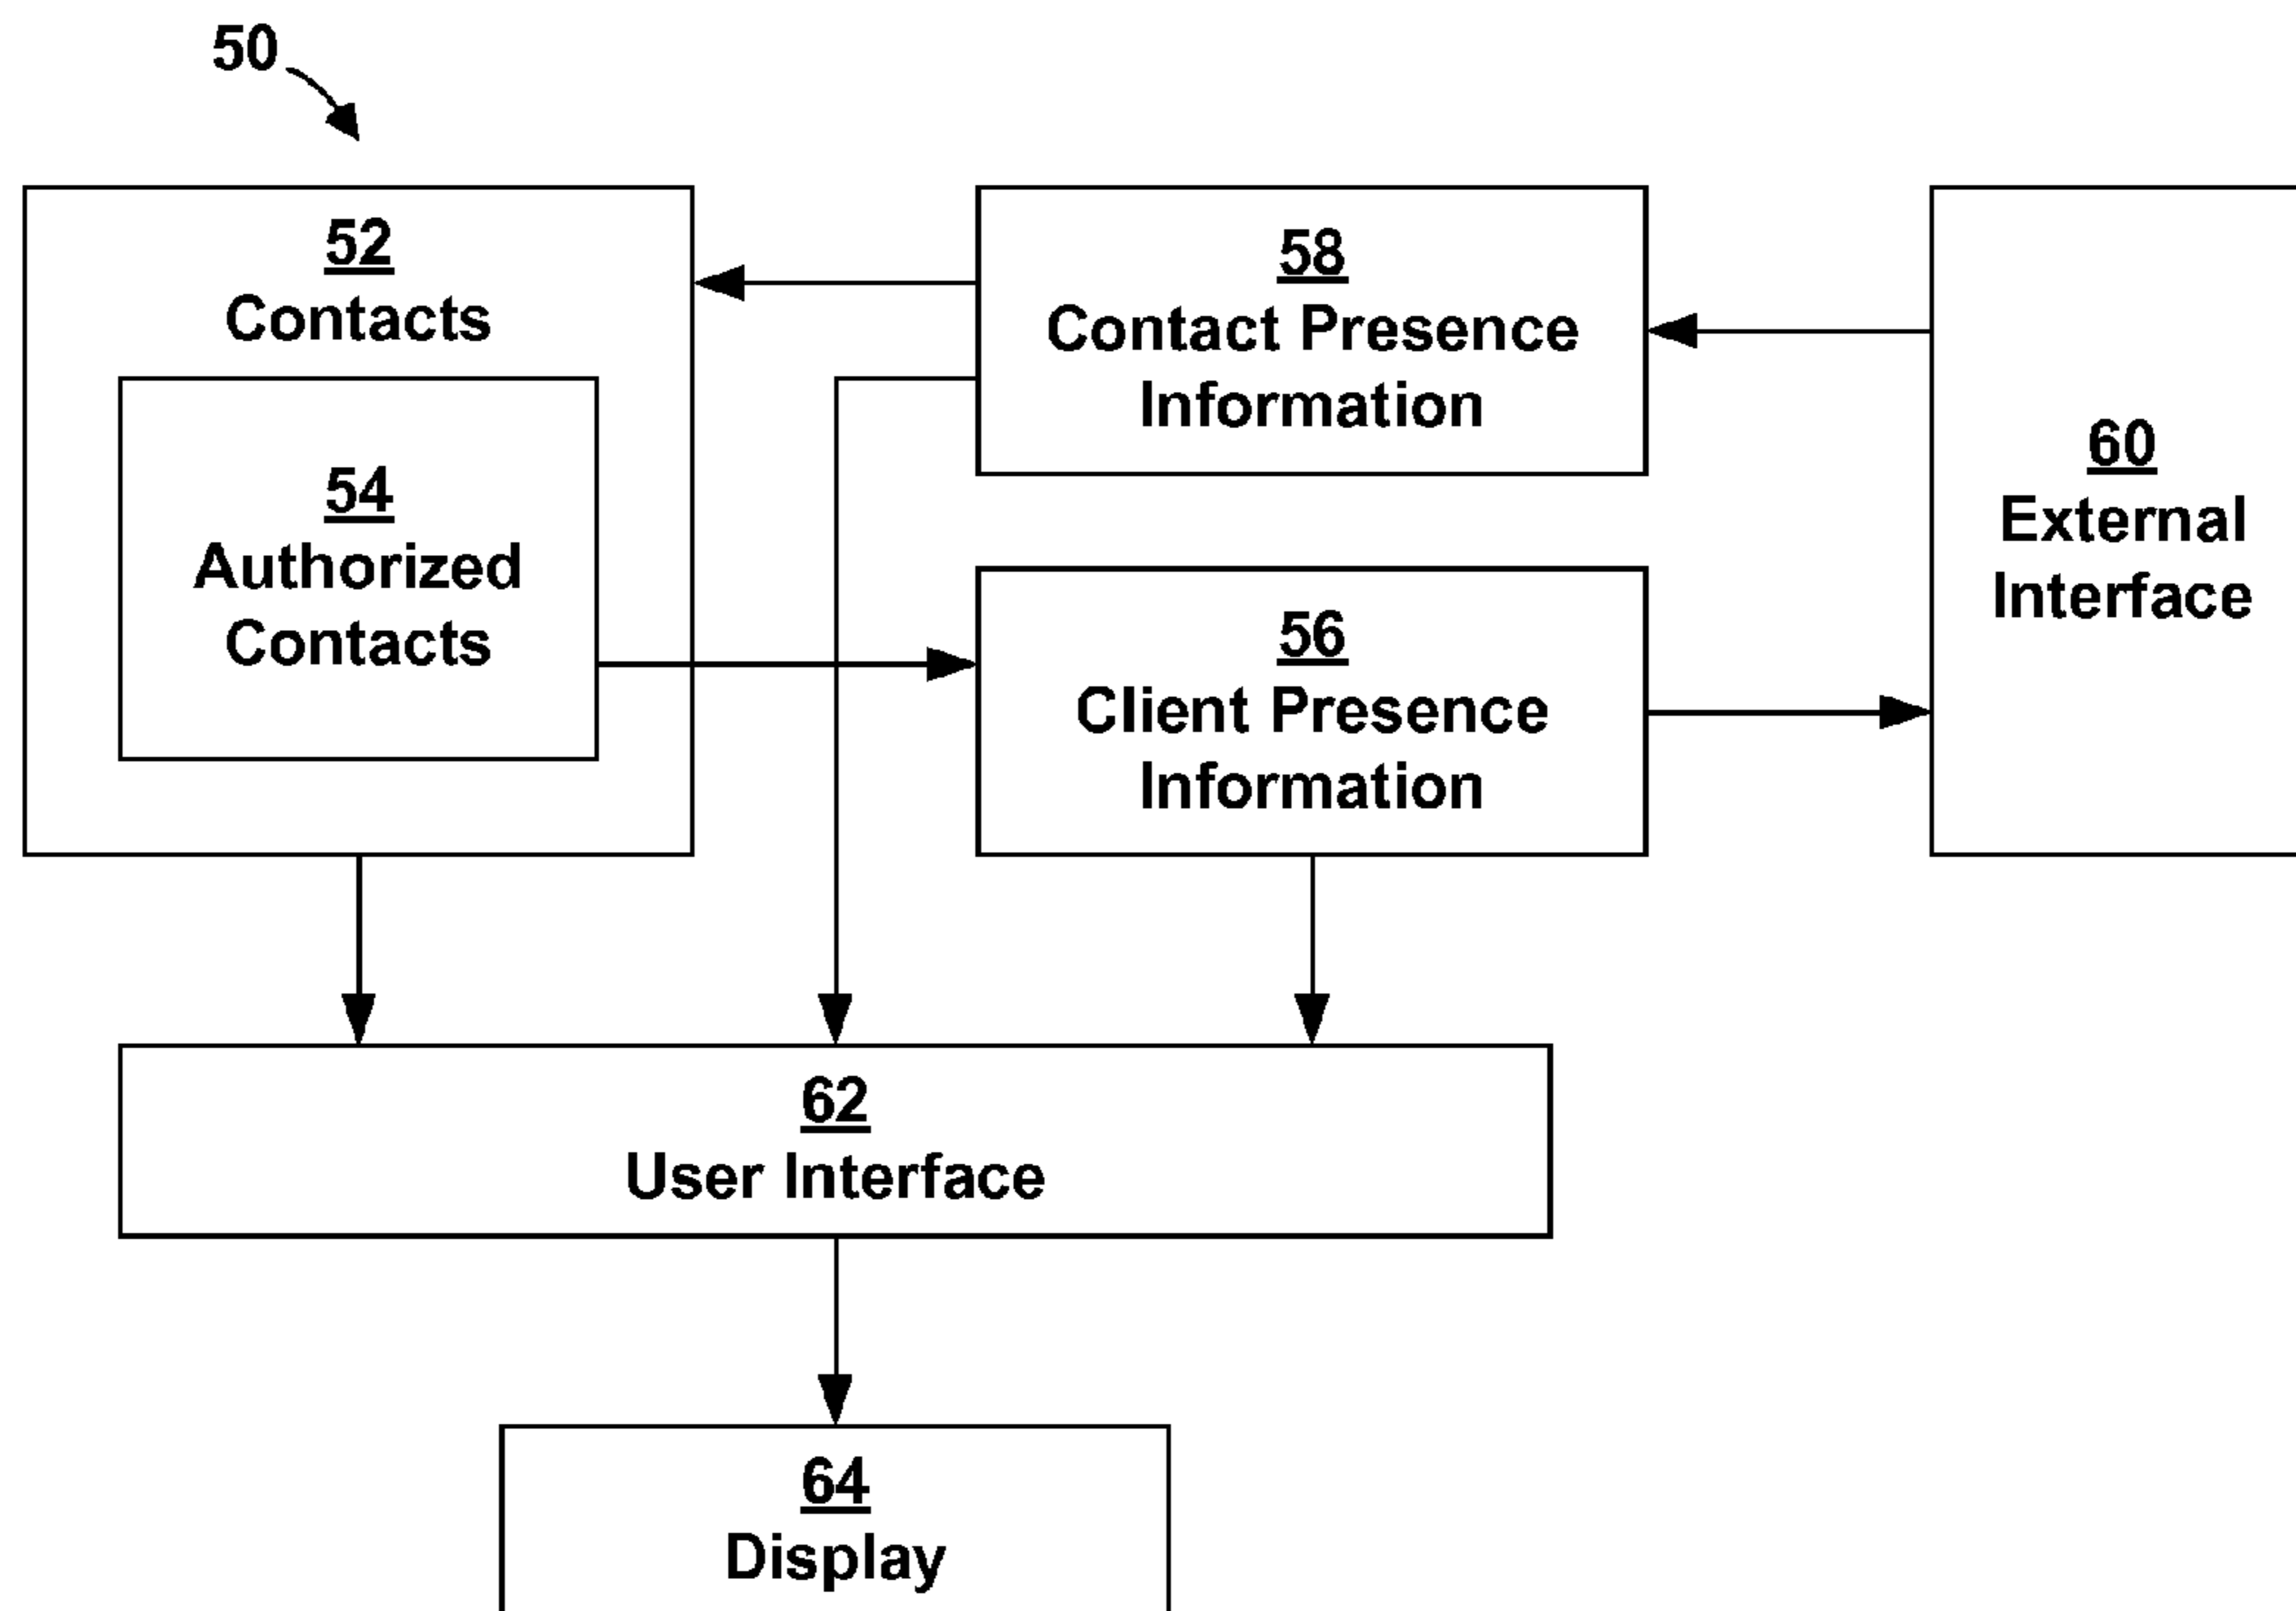 50
52
Contacts
54
Authorized
Contacts
58
Contact Presence
Information
56
Client Presence
Information
60
External
Interface
62
User Interface
64
Display